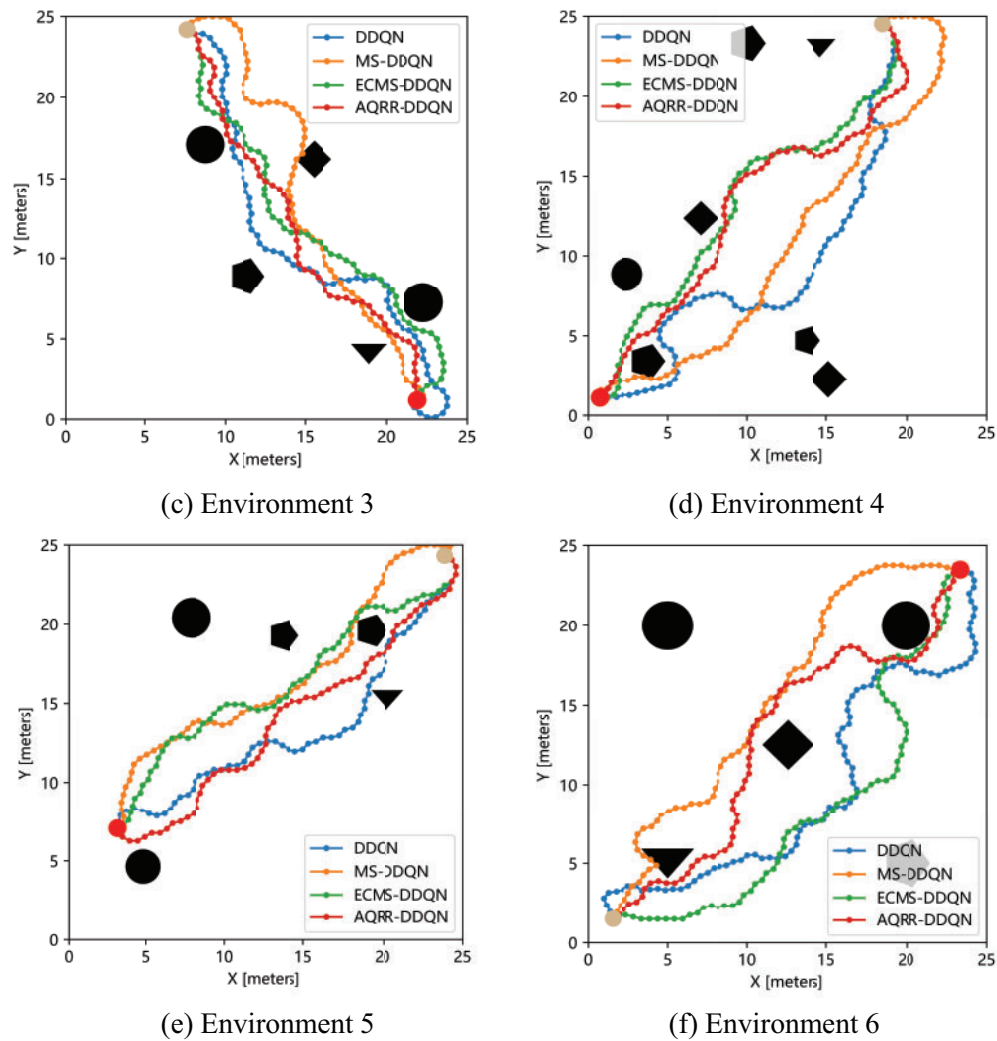 25
20
15
10
5
0
Y [meters]
0 5 10 15 20 25
X [meters]
DDQN
MS-DDQN
ECMS-DDQN
AQRR-DDQN
(c) Environment 3
25
20
15
10
5
0
Y [meters]
0 5 10 15 20 25
X [meters]
DDQN
MS-DDQN
ECMS-DDQN
AQRR-DDQN
(d) Environment 4
25
20
15
10
5
0
Y [meters]
0 5 10 15 20 25
X [meters]
DDQN
MS-DDQN
ECMS-DDQN
AQRR-DDQN
(e) Environment 5
25
20
15
10
5
0
Y [meters]
0 5 10 15 20 25
X [meters]
DDQN
MS-DDQN
ECMS-DDQN
AQRR-DDQN
(f) Environment 6